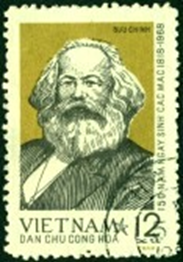 BƯU CHÍNH
150 NĂM NGÀY SINH CÁC MÁC 1818-1968
VIETNAM 12
DAN CHU CONG HOA